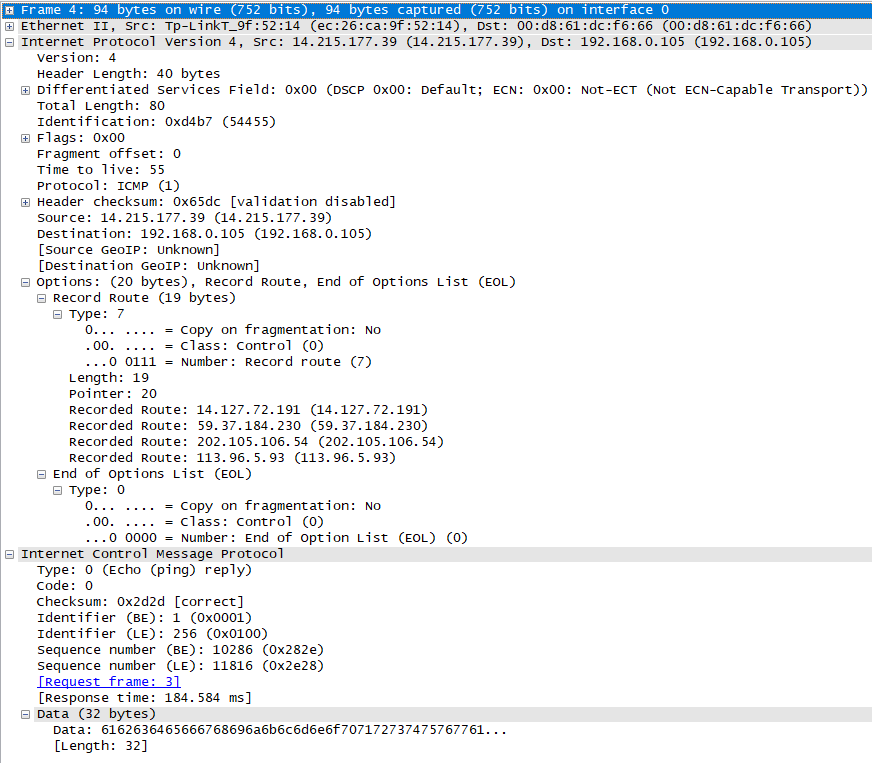 Frame 4: 94 bytes on wire (752 bits), 94 bytes captured (752 bits) on interface 0
Ethernet II, Src: Tp-LinkT_9f:52:14 (ec:26:ca:9f:52:14), Dst: 00:d8:61:dc:f6:66 (00:d8:61:dc:f6:66)
Internet Protocol Version 4, Src: 14.215.177.39 (14.215.177.39), Dst: 192.168.0.105 (192.168.0.105)
Version: 4
Header Length: 40 bytes
Differentiated Services Field: 0x00 (DSCP 0x00: Default; ECN: 0x00: Not-ECT (Not ECN-Capable Transport))
Total Length: 80
Identification: 0xd4b7 (54455)
Flags: 0x00
Fragment offset: 0
Time to live: 55
Protocol: ICMP (1)
Header checksum: 0x65dc [validation disabled]
Source: 14.215.177.39 (14.215.177.39)
Destination: 192.168.0.105 (192.168.0.105)
[Source GeoIP: Unknown]
[Destination GeoIP: Unknown]
Options: (20 bytes), Record Route, End of Options List (EOL)
Record Route (19 bytes)
Type: 7
0... .... = Copy on fragmentation: No
.00. .... = Class: Control (0)
...0 0111 = Number: Record route (7)
Length: 19
Pointer: 20
Recorded Route: 14.127.72.191 (14.127.72.191)
Recorded Route: 59.37.184.230 (59.37.184.230)
Recorded Route: 202.105.106.54 (202.105.106.54)
Recorded Route: 113.96.5.93 (113.96.5.93)
End of Options List (EOL)
Type: 0
0... .... = Copy on fragmentation: No
.00. .... = Class: Control (0)
...0 0000 = Number: End of Option List (EOL) (0)
Internet Control Message Protocol
Type: 0 (Echo (ping) reply)
Code: 0
Checksum: 0x2d2d [correct]
Identifier (BE): 1 (0x0001)
Identifier (LE): 256 (0x0100)
Sequence number (BE): 10286 (0x282e)
Sequence number (LE): 11816 (0x2e28)
[Request frame: 3]
[Response time: 184.584 ms]
Data (32 bytes)
Data: 6162636465666768696a6b6c6d6e6f707172737475767761...
[Length: 32]